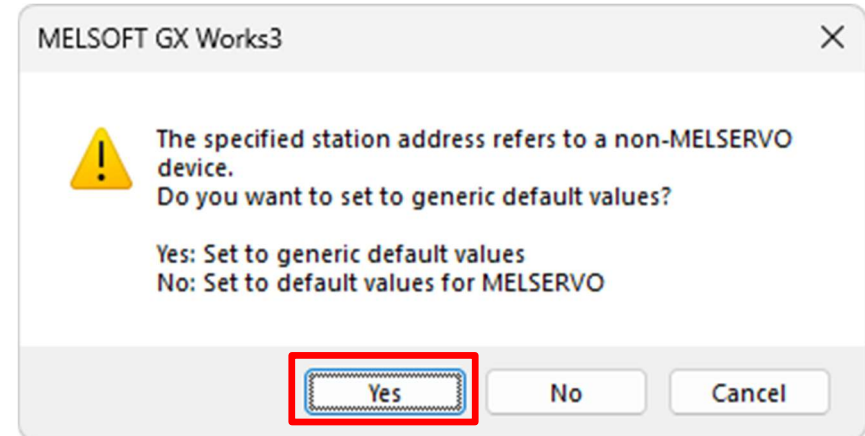 MELSOFT GX Works3
The specified station address refers to a non-MELSERVO
device.
Do you want to set to generic default values?
Yes: Set to generic default values
No: Set to default values for MELSERVO
Yes No Cancel